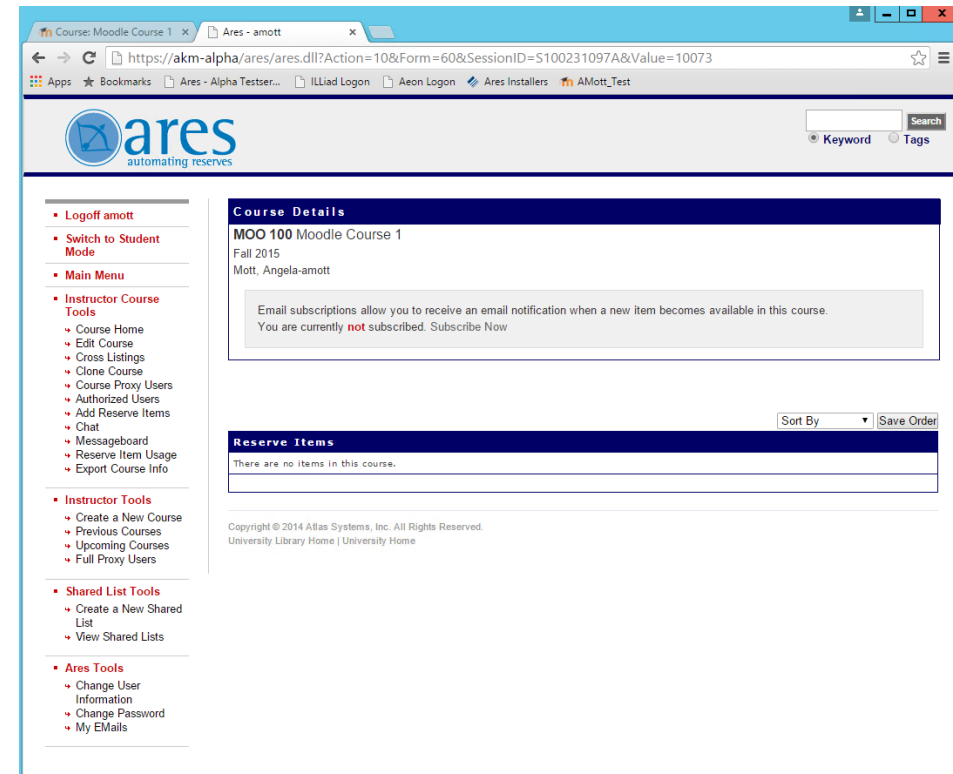 Course: Moodle Course 1
Ares - amott
https://akm-alpha/ares/ares.dll?Action=10&Form=60&SessionID=S100231097A&Value=10073
Apps Bookmarks Ares - Alpha Testser... ILLiad Logon Aeon Logon Ares Installers AMott_Test
ares
automating reserves
Search
Keyword Tags
Logoff amott
Switch to Student
Mode
Main Menu
Instructor Course
Tools
Course Home
Edit Course
Cross Listings
Clone Course
Course Proxy Users
Authorized Users
Add Reserve Items
Chat
Messageboard
Reserve Item Usage
Export Course Info
Instructor Tools
Create a New Course
Previous Courses
Upcoming Courses
Full Proxy Users
Shared List Tools
Create a New Shared
List
View Shared Lists
Ares Tools
Change User
Information
Change Password
My EMails
Course Details
MOO 100 Moodle Course 1
Fall 2015
Mott, Angela-amott
Email subscriptions allow you to receive an email notification when a new item becomes available in this course.
You are currently not subscribed. Subscribe Now
Sort By Save Order
Reserve Items
There are no items in this course.
Copyright © 2014 Atlas Systems, Inc. All Rights Reserved.
University Library Home | University Home